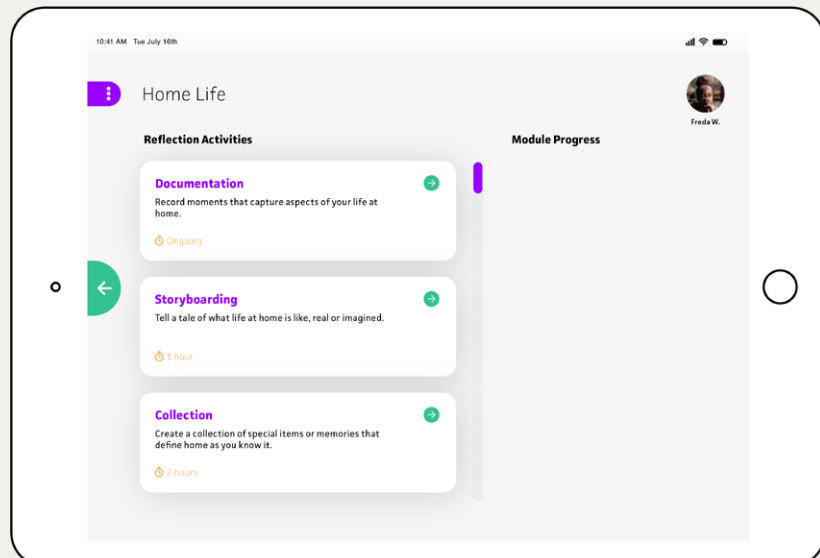 10:41 AM Tue July 16th
Home Life
Freda W.
Reflection Activities
Module Progress
Documentation
Record moments that capture aspects of your life at
home.
Ongoing
Storyboarding
Tell a tale of what life at home is like, real or imagined.
1 hour
Collection
Create a collection of special items or memories that
define home as you know it.
2 hours